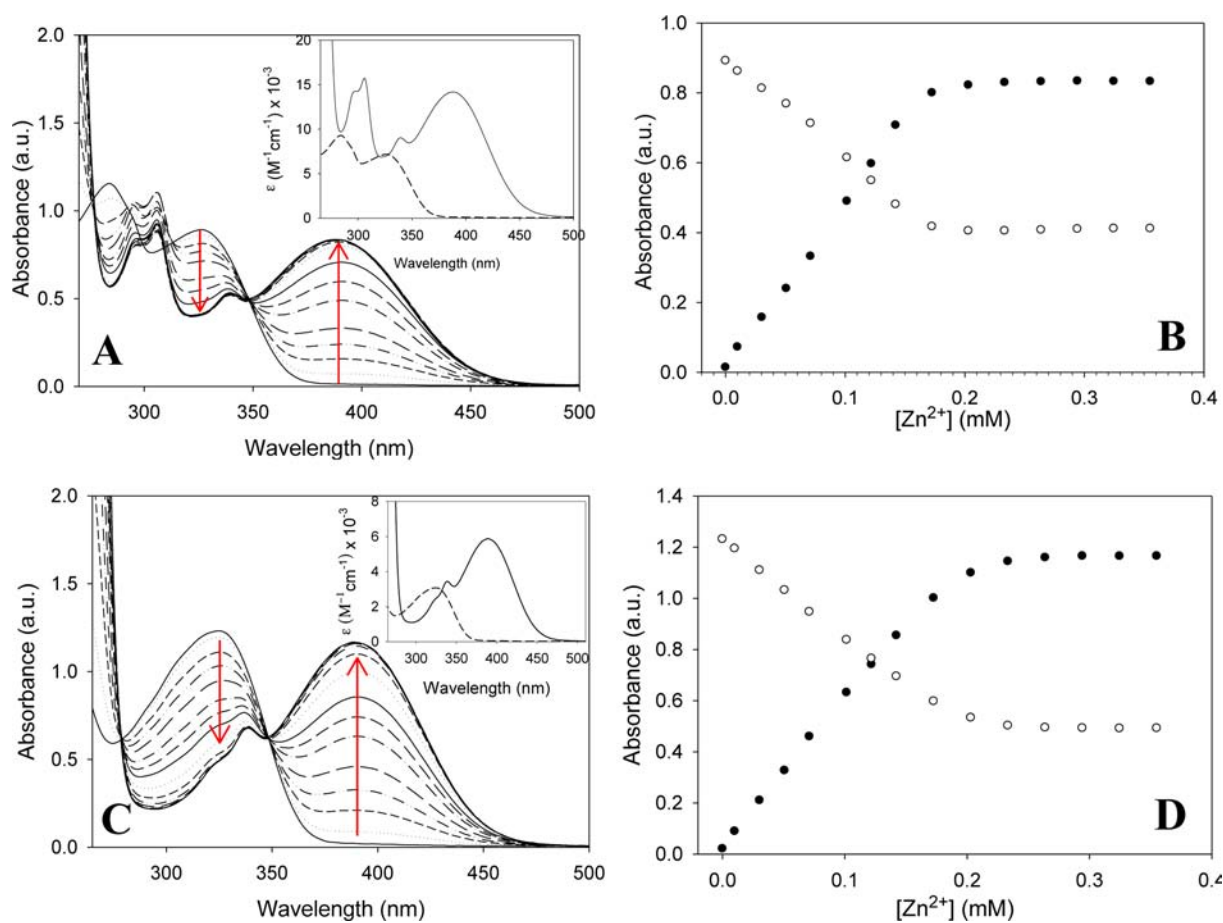 2.0
1.5
1.0
0.5
0.0
Absorbance (a.u.)
300 350 400 450 500
Wavelength (nm)
A
20
15
10
5
0
ε (M⁻¹cm⁻¹) x 10⁻³
300 350 400 450 500
Wavelength (nm)
1.0
0.8
0.6
0.4
0.2
0.0
Absorbance (a.u.)
0.0 0.1 0.2 0.3 0.4
[Zn²⁺] (mM)
B
2.0
1.5
1.0
0.5
0.0
Absorbance (a.u.)
300 350 400 450 500
Wavelength (nm)
C
8
6
4
2
0
ε (M⁻¹cm⁻¹) x 10⁻³
300 350 400 450 500
Wavelength (nm)
1.4
1.2
1.0
0.8
0.6
0.4
0.2
0.0
Absorbance (a.u.)
0.0 0.1 0.2 0.3 0.4
[Zn²⁺] (mM)
D